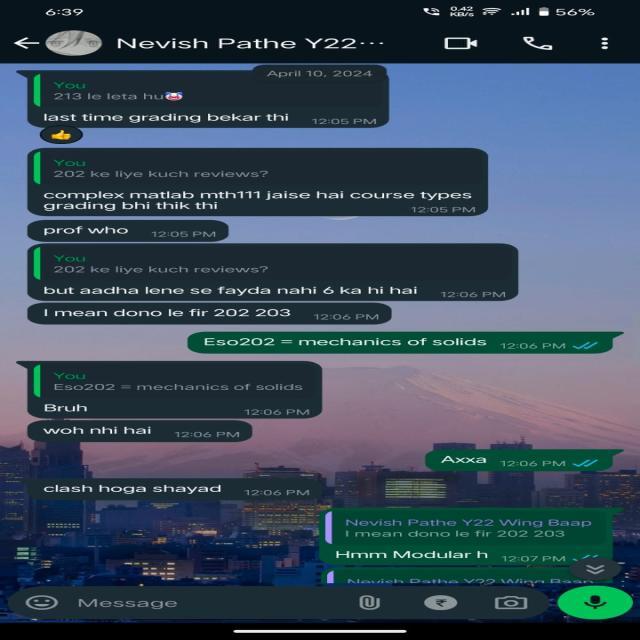 6:39
0.42
KB/s
56%
Nevish Pathe Y22...
April 10, 2024
You
213 le leta hu🤡
last time grading bekar thi 12:05 PM
👍
You
202 ke liye kuch reviews?
complex matlab mth111 jaise hai course types
grading bhi thik thi 12:05 PM
prof who 12:05 PM
You
202 ke liye kuch reviews?
but aadha lene se fayda nahi 6 ka hi hai 12:06 PM
I mean dono le fir 202 203 12:06 PM
Eso202 = mechanics of solids 12:06 PM
You
Eso202 = mechanics of solids
Bruh 12:06 PM
woh nhi hai 12:06 PM
Axxa 12:06 PM
clash hoga shayad 12:06 PM
Nevish Pathe Y22 Wing Baap
I mean dono le fir 202 203
Hmm Modular h 12:07 PM
Nevish Pathe Y22 Wing Baap
Message